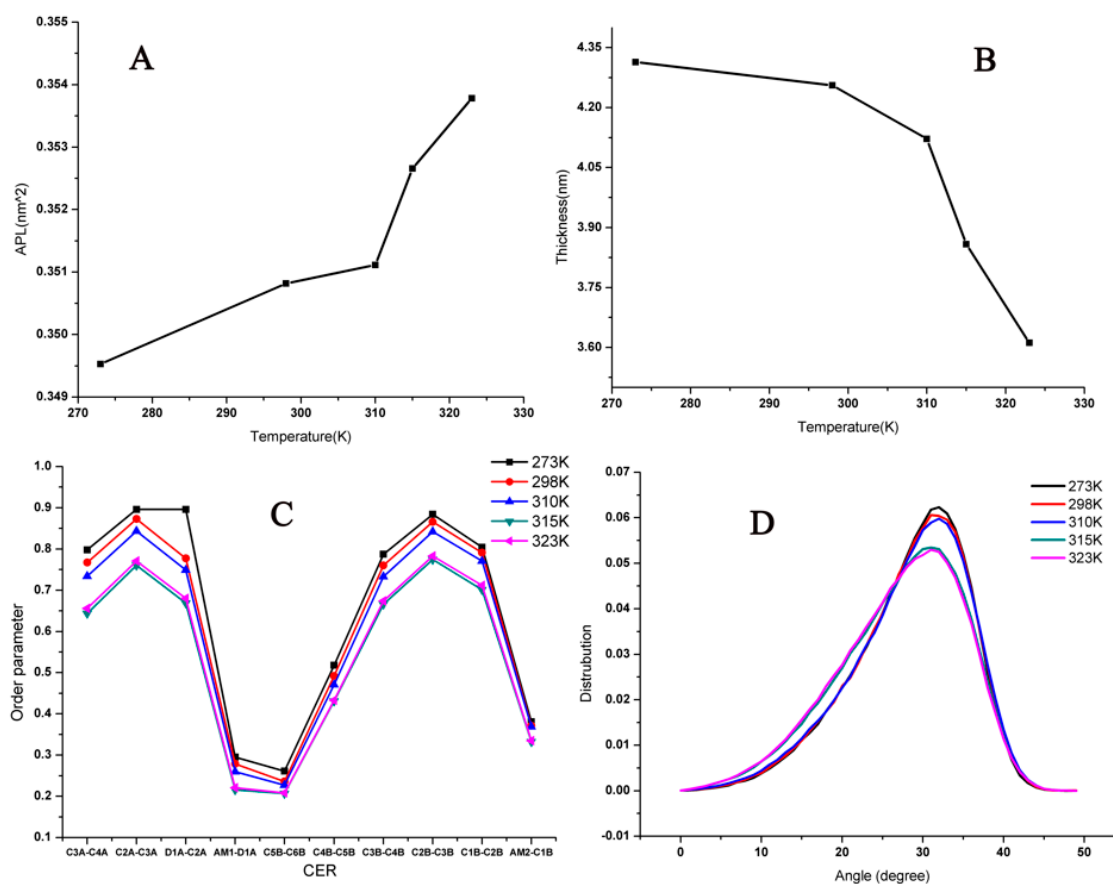 A
0.355
0.354
0.353
0.352
0.351
0.350
0.349
APL(nm^2)
270 280 290 300 310 320 330
Temperature(K)
B
4.35
4.20
4.05
3.90
3.75
3.60
Thickness(nm)
270 280 290 300 310 320 330
Temperature(K)
C
273K
298K
310K
315K
323K
1.0
0.9
0.8
0.7
0.6
0.5
0.4
0.3
0.2
0.1
Order parameter
C3A-C4A C2A-C3A D1A-C2A AM1-D1A C5B-C6B C4B-C5B C3B-C4B C2B-C3B C1B-C2B AM2-C1B
CER
D
273K
298K
310K
315K
323K
0.07
0.06
0.05
0.04
0.03
0.02
0.01
0.00
-0.01
Distrubution
0 10 20 30 40 50
Angle (degree)